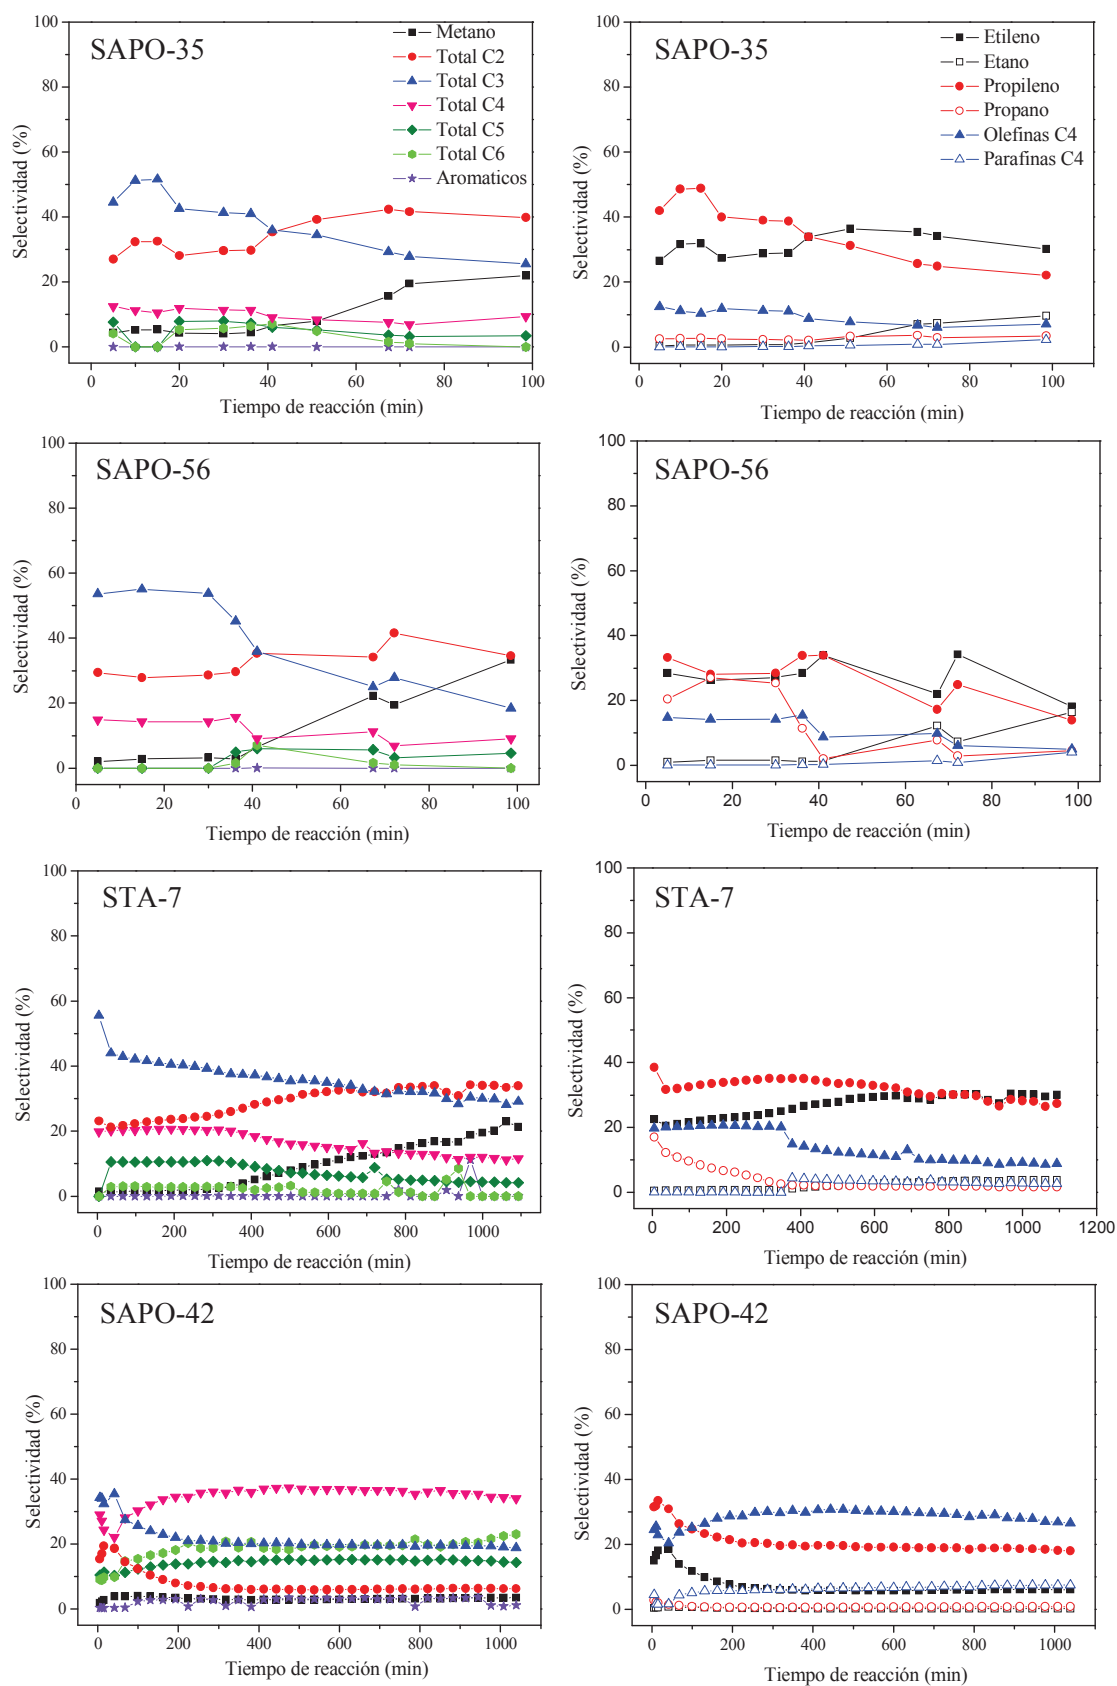 SAPO-35
Metano
Total C2
Total C3
Total C4
Total C5
Total C6
Aromaticos
Selectividad (%)
100
80
60
40
20
0
0 20 40 60 80 100
Tiempo de reacción (min)
SAPO-35
Etileno
Etano
Propileno
Propano
Olefinas C4
Parafinas C4
Selectividad (%)
100
80
60
40
20
0
0 20 40 60 80 100
Tiempo de reacción (min)
SAPO-56
Selectividad (%)
100
80
60
40
20
0
0 20 40 60 80 100
Tiempo de reacción (min)
SAPO-56
Selectividad (%)
100
80
60
40
20
0
0 20 40 60 80 100
Tiempo de reacción (min)
STA-7
Selectividad (%)
100
80
60
40
20
0
0 200 400 600 800 1000
Tiempo de reacción (min)
STA-7
Selectividad (%)
100
80
60
40
20
0
0 200 400 600 800 1000 1200
Tiempo de reacción (min)
SAPO-42
Selectividad (%)
100
80
60
40
20
0
0 200 400 600 800 1000
Tiempo de reacción (min)
SAPO-42
Selectividad (%)
100
80
60
40
20
0
0 200 400 600 800 1000
Tiempo de reacción (min)